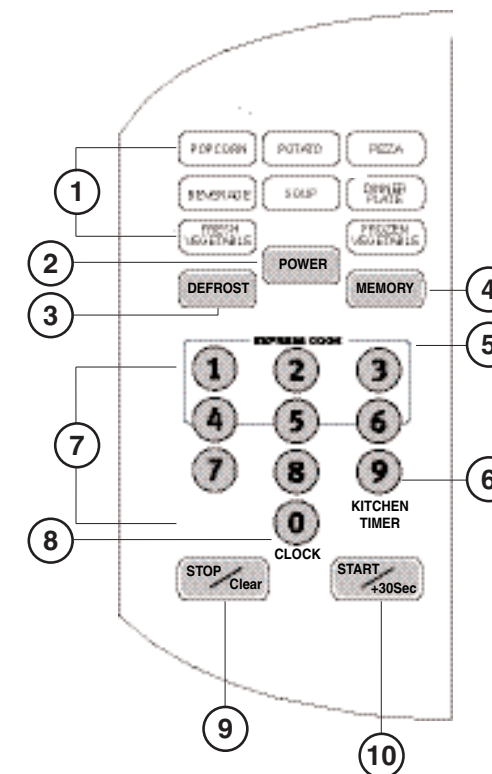 POPCORN POTATO PIZZA
1
BEVERAGE SOUP DINNER
PLATE
FRESH
VEGETABLE
FROZEN
VEGETABLE
2
POWER
DEFROST
MEMORY
4
3
EXPRESS COOK
5
1 2 3
4 5 6
7
7 8 9
6
KITCHEN
TIMER
8
0
CLOCK
STOP
Clear
START
+30Sec
9
10